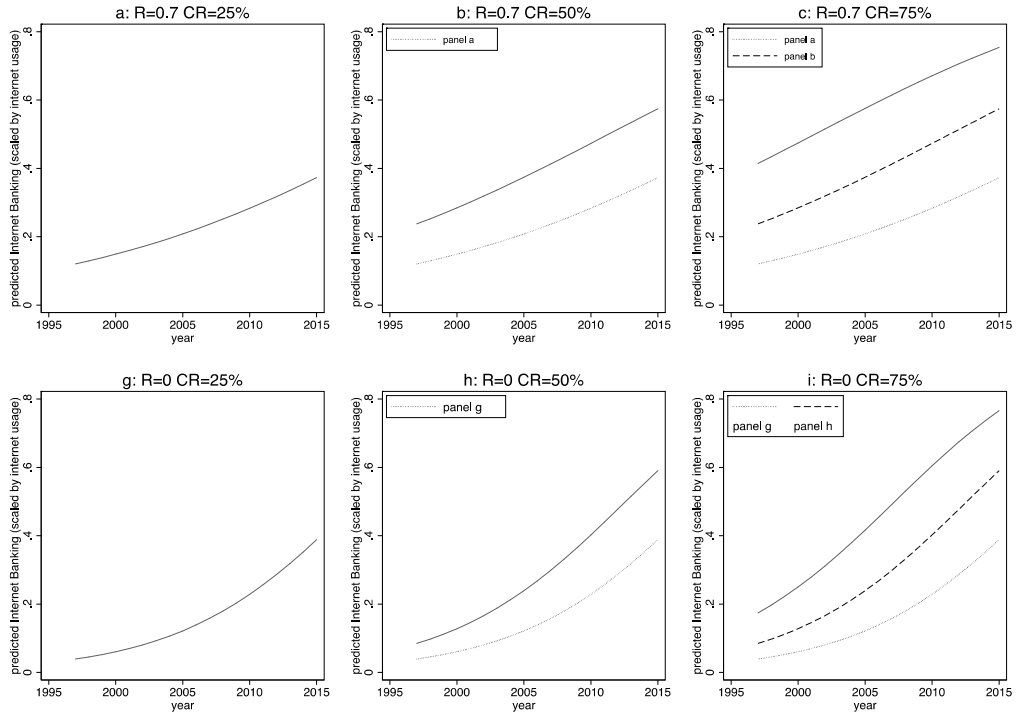 a: R=0.7 CR=25%
predicted Internet Banking (scaled by internet usage)
0 .2 .4 .6 .8
1995 2000 2005 2010 2015
year
b: R=0.7 CR=50%
panel a
predicted Internet Banking (scaled by internet usage)
0 .2 .4 .6 .8
1995 2000 2005 2010 2015
year
c: R=0.7 CR=75%
panel a
panel b
predicted Internet Banking (scaled by internet usage)
0 .2 .4 .6 .8
1995 2000 2005 2010 2015
year
g: R=0 CR=25%
predicted Internet Banking (scaled by internet usage)
0 .2 .4 .6 .8
1995 2000 2005 2010 2015
year
h: R=0 CR=50%
panel g
predicted Internet Banking (scaled by internet usage)
0 .2 .4 .6 .8
1995 2000 2005 2010 2015
year
i: R=0 CR=75%
panel g panel h
predicted Internet Banking (scaled by internet usage)
0 .2 .4 .6 .8
1995 2000 2005 2010 2015
year